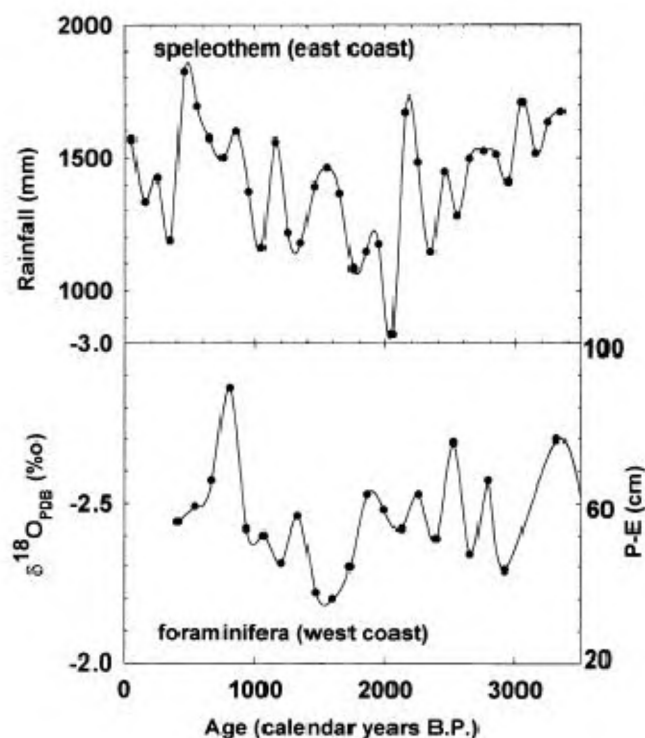 2000
speleothem (east coast)
1500
1000
Rainfall (mm)
-3.0
100
-2.5
60
δ18OPDB (‰)
P-E (cm)
foraminifera (west coast)
-2.0
20
0
1000
2000
3000
Age (calendar years B.P.)